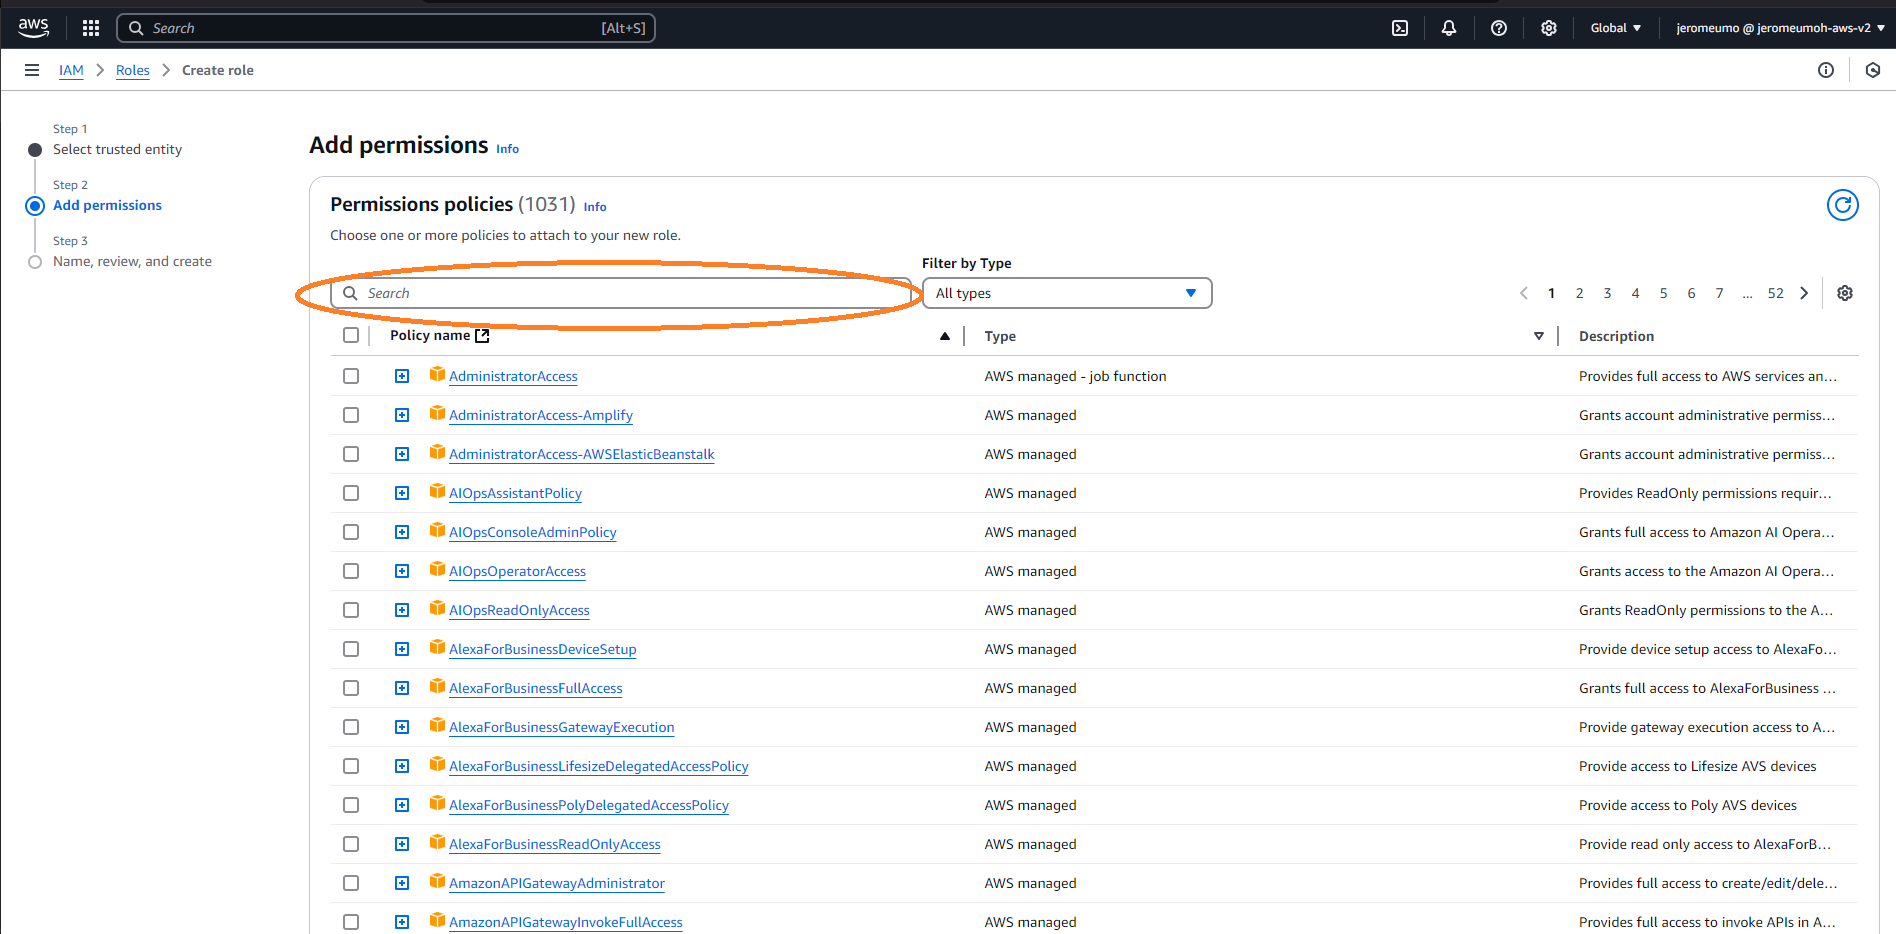 aws
Search [Alt+S]
Global
jeromeumo @ jeromeumoh-aws-v2
IAM > Roles > Create role
Step 1
Select trusted entity
Step 2
Add permissions
Step 3
Name, review, and create
Add permissions Info
Permissions policies (1031) Info
Choose one or more policies to attach to your new role.
Filter by Type
Search
All types
1 2 3 4 5 6 7 ... 52
Policy name Type Description
AdministratorAccess AWS managed - job function Provides full access to AWS services an...
AdministratorAccess-Amplify AWS managed Grants account administrative permiss...
AdministratorAccess-AWSElasticBeanstalk AWS managed Grants account administrative permiss...
AIOpsAssistantPolicy AWS managed Provides ReadOnly permissions requir...
AIOpsConsoleAdminPolicy AWS managed Grants full access to Amazon AI Opera...
AIOpsOperatorAccess AWS managed Grants access to the Amazon AI Opera...
AIOpsReadOnlyAccess AWS managed Grants ReadOnly permissions to the A...
AlexaForBusinessDeviceSetup AWS managed Provide device setup access to AlexaFo...
AlexaForBusinessFullAccess AWS managed Grants full access to AlexaForBusiness ...
AlexaForBusinessGatewayExecution AWS managed Provide gateway execution access to A...
AlexaForBusinessLifesizeDelegatedAccessPolicy AWS managed Provide access to Lifesize AVS devices
AlexaForBusinessPolyDelegatedAccessPolicy AWS managed Provide access to Poly AVS devices
AlexaForBusinessReadOnlyAccess AWS managed Provide read only access to AlexaForB...
AmazonAPIGatewayAdministrator AWS managed Provides full access to create/edit/dele...
AmazonAPIGatewayInvokeFullAccess AWS managed Provides full access to invoke APIs in A...